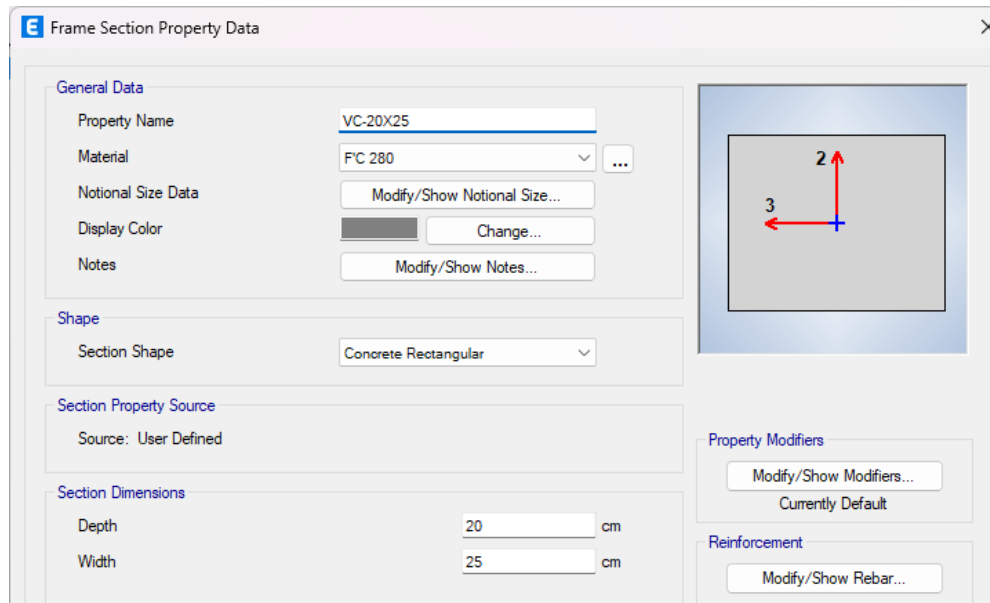 E Frame Section Property Data
General Data
Property Name VC-20X25
Material F'C 280 ...
Notional Size Data Modify/Show Notional Size...
Display Color Change...
Notes Modify/Show Notes...
2
3
Shape
Section Shape Concrete Rectangular
Section Property Source
Source: User Defined
Property Modifiers
Modify/Show Modifiers...
Currently Default
Section Dimensions
Depth 20 cm
Width 25 cm
Reinforcement
Modify/Show Rebar...